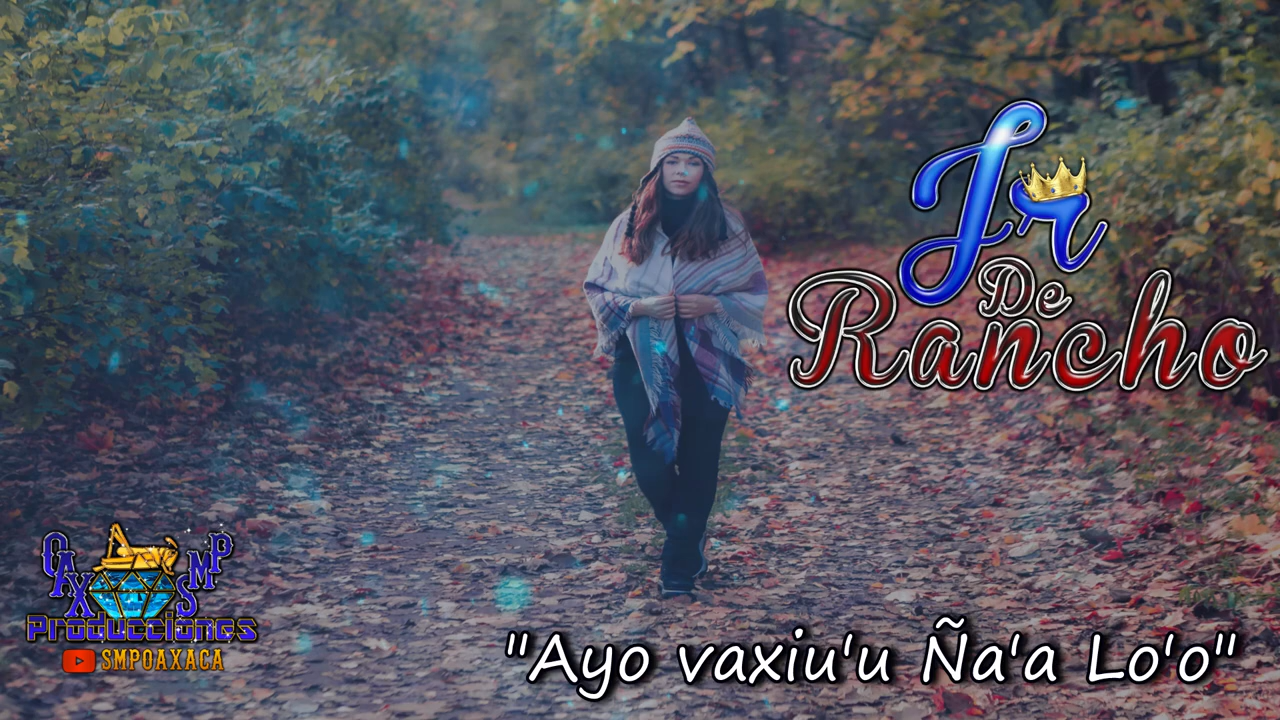 Jr
De
Rancho
OAX SMP
Producciones
SMPOAXACA
"Ayo vaxiu'u Ña'a Lo'o"